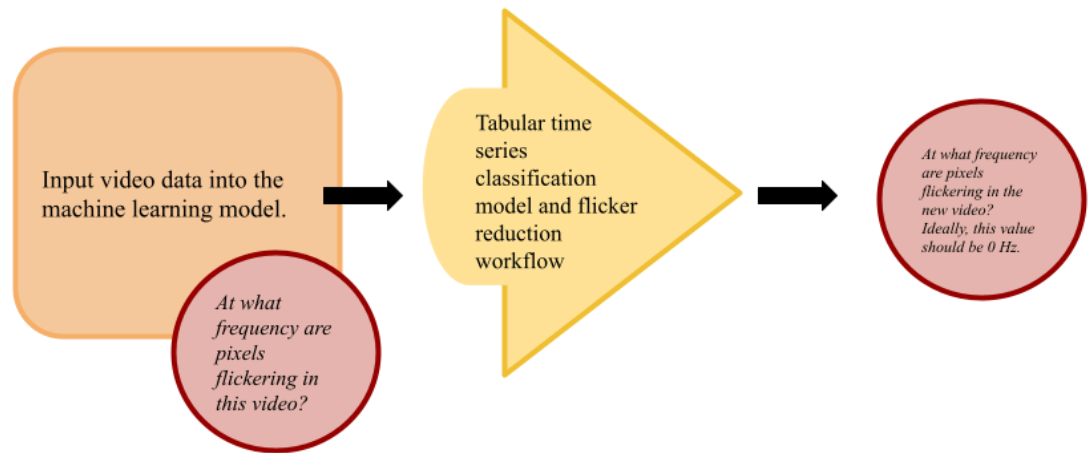 Input video data into the
machine learning model.
At what
frequency are
pixels
flickering in
this video?
Tabular time
series
classification
model and flicker
reduction
workflow
At what frequency
are pixels
flickering in the
new video?
Ideally, this value
should be 0 Hz.